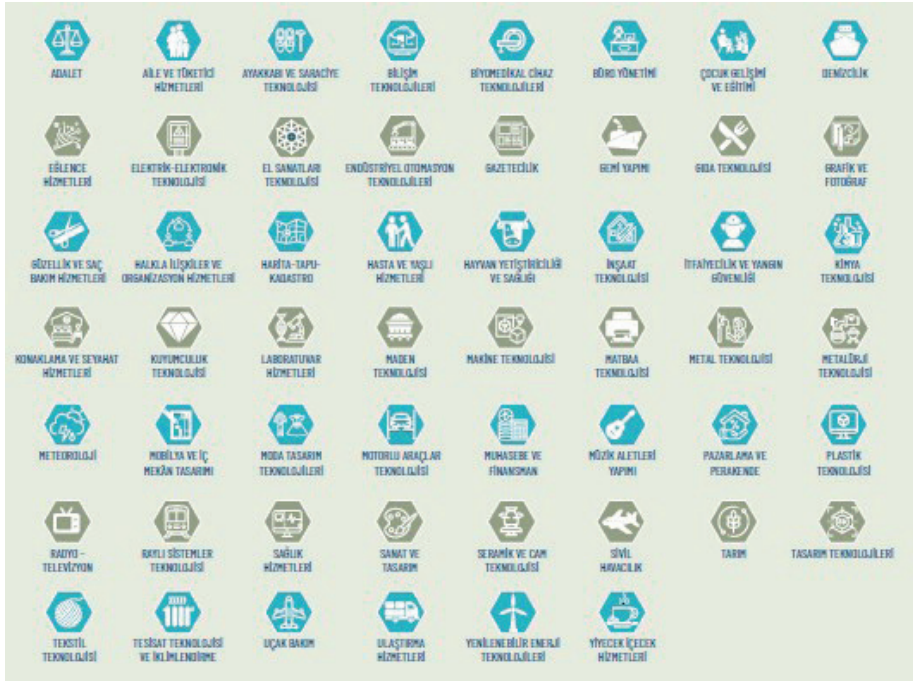 ADALET
AİLE VE TÜKETİCİ
HİZMETLERİ
AYAKKABI VE SARACİYE
TEKNOLOJİSİ
BİLİŞİM
TEKNOLOJİLERİ
BİYOMEDİKAL CİHAZ
TEKNOLOJİLERİ
BÜRO YÖNETİMİ
ÇOCUK GELİŞİMİ
VE EĞİTİMİ
DENİZCİLİK
EĞLENCE
HİZMETLERİ
ELEKTRİK-ELEKTRONİK
TEKNOLOJİSİ
EL SANATLARI
TEKNOLOJİSİ
ENDÜSTRİYEL OTOMASYON
TEKNOLOJİLERİ
GAZETECİLİK
GEMİ YAPIMI
GIDA TEKNOLOJİSİ
GRAFİK VE
FOTOĞRAF
GÜZELLİK VE SAÇ
BAKIM HİZMETLERİ
HALKLA İLİŞKİLER VE
ORGANİZASYON HİZMETLERİ
HARİTA-TAPU-
KADASTRO
HASTA VE YAŞLI
HİZMETLERİ
HAYVAN YETİŞTİRİCİLİĞİ
VE SAĞLIĞI
İNŞAAT
TEKNOLOJİSİ
İTFAİYECİLİK VE YANGIN
GÜVENLİĞİ
KİMYA
TEKNOLOJİSİ
KONAKLAMA VE SEYAHAT
HİZMETLERİ
KUYUMCULUK
TEKNOLOJİSİ
LABORATUVAR
HİZMETLERİ
MADEN
TEKNOLOJİSİ
MAKİNE TEKNOLOJİSİ
MATBAA
TEKNOLOJİSİ
METAL TEKNOLOJİSİ
METALÜRJİ
TEKNOLOJİSİ
METEOROLOJİ
MOBİLYA VE İÇ
MEKÂN TASARIMI
MODA TASARIM
TEKNOLOJİLERİ
MOTORLU ARAÇLAR
TEKNOLOJİSİ
MUHASEBE VE
FİNANSMAN
MÜZİK ALETLERİ
YAPIMI
PAZARLAMA VE
PERAKENDE
PLASTİK
TEKNOLOJİSİ
RADYO -
TELEVİZYON
RAYLI SİSTEMLER
TEKNOLOJİSİ
SAĞLIK
HİZMETLERİ
SANAT VE
TASARIM
SERAMİK VE CAM
TEKNOLOJİSİ
SİVİL
HAVACILIK
TARIM
TASARIM TEKNOLOJİLERİ
TEKSTİL
TEKNOLOJİSİ
TESİSAT TEKNOLOJİSİ
VE İKLİMLENDİRME
UÇAK BAKIM
ULAŞTIRMA
HİZMETLERİ
YENİLENEBİLİR ENERJİ
TEKNOLOJİLERİ
YİYECEK İÇECEK
HİZMETLERİ